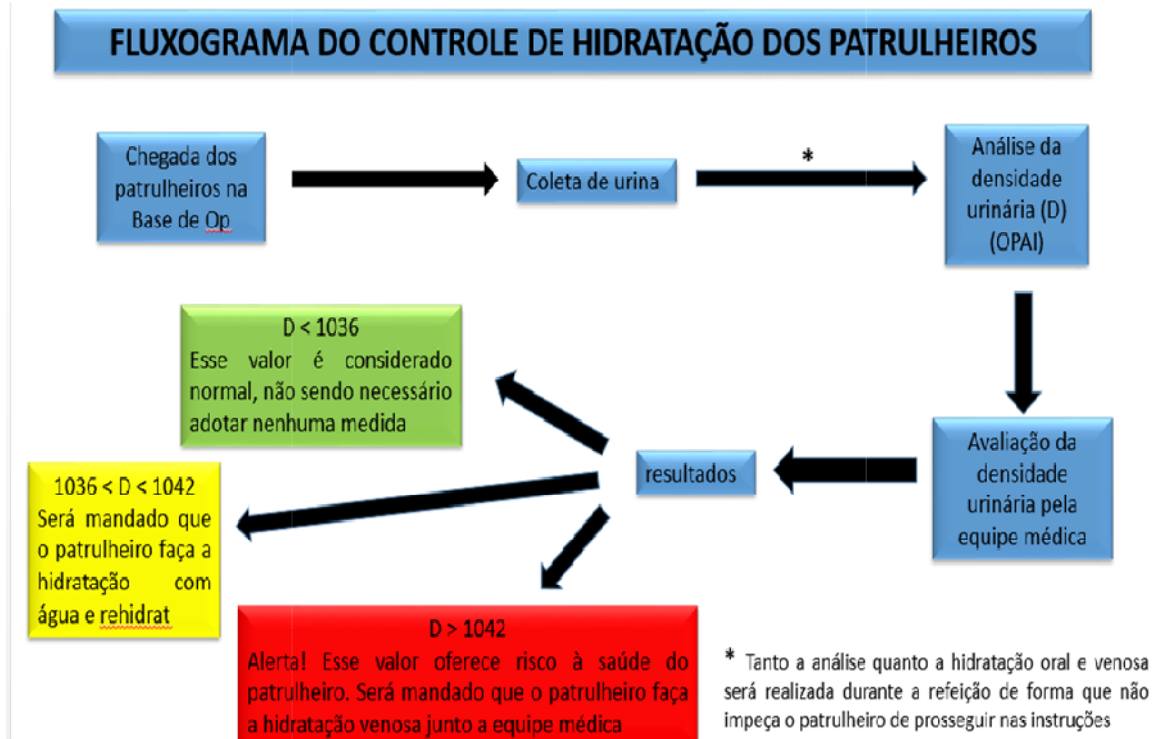 FLUXOGRAMA DO CONTROLE DE HIDRATAÇÃO DOS PATRULHEIROS
Chegada dos
patrulheiros na
Base de Op
Coleta de urina
*
Análise da
densidade
urinária (D)
(OPAI)
Avaliação da
densidade
urinária pela
equipe médica
resultados
D < 1036
Esse valor é considerado
normal, não sendo necessário
adotar nenhuma medida
1036 < D < 1042
Será mandado que
o patrulheiro faça a
hidratação com
água e rehidrat
D > 1042
Alerta! Esse valor oferece risco à saúde do
patrulheiro. Será mandado que o patrulheiro faça
a hidratação venosa junto a equipe médica
* Tanto a análise quanto a hidratação oral e venosa
será realizada durante a refeição de forma que não
impeça o patrulheiro de prosseguir nas instruções